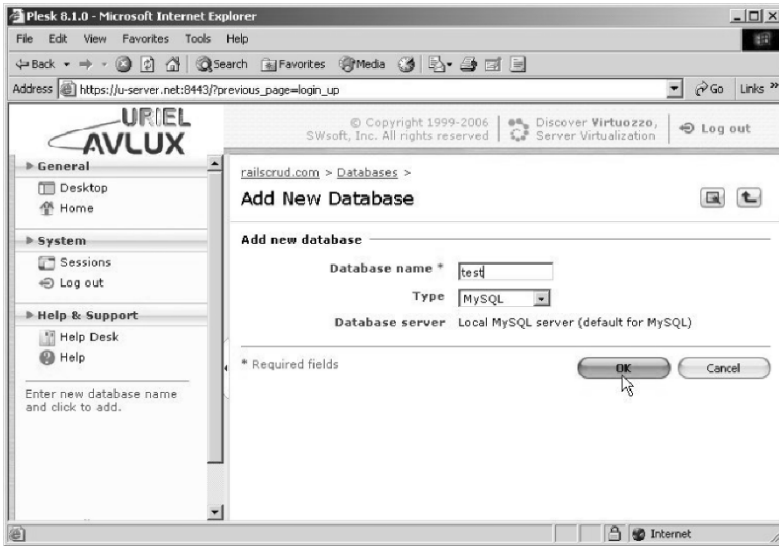 Plesk 8.1.0 - Microsoft Internet Explorer
File Edit View Favorites Tools Help
Back Search Favorites Media
Address https://u-server.net:8443/?previous_page=login_up Go Links »
URIEL
AVLUX
© Copyright 1999-2006
SWsoft, Inc. All rights reserved
Discover Virtuozzo,
Server Virtualization
Log out
General
Desktop
Home
System
Sessions
Log out
Help & Support
Help Desk
Help
Enter new database name
and click to add.
railscrud.com > Databases >
Add New Database
Add new database
Database name * test
Type MySQL
Database server Local MySQL server (default for MySQL)
* Required fields
OK Cancel
Internet